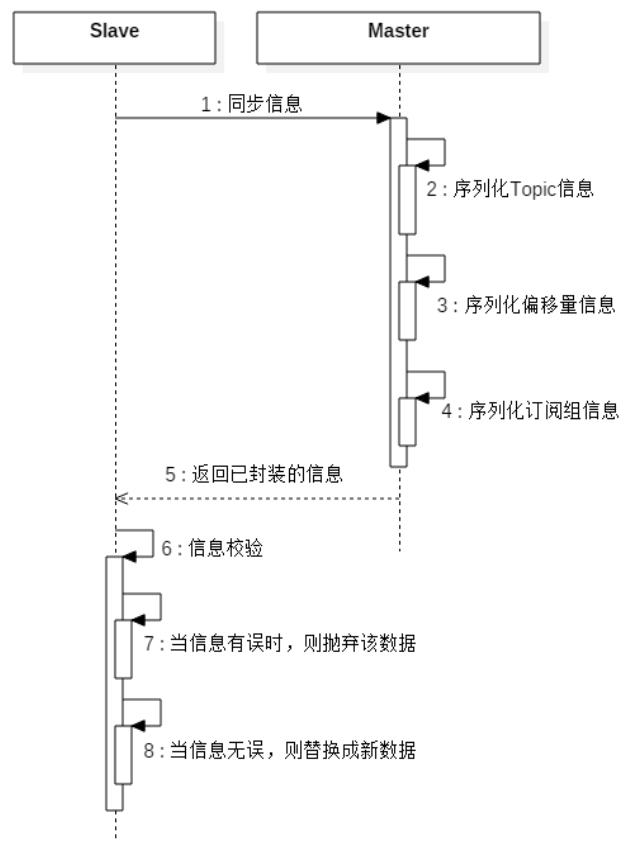 Slave
Master
1 : 同步信息
2 : 序列化Topic信息
3 : 序列化偏移量信息
4 : 序列化订阅组信息
5 : 返回已封装的信息
6 : 信息校验
7 : 当信息有误时，则抛弃该数据
8 : 当信息无误，则替换成新数据